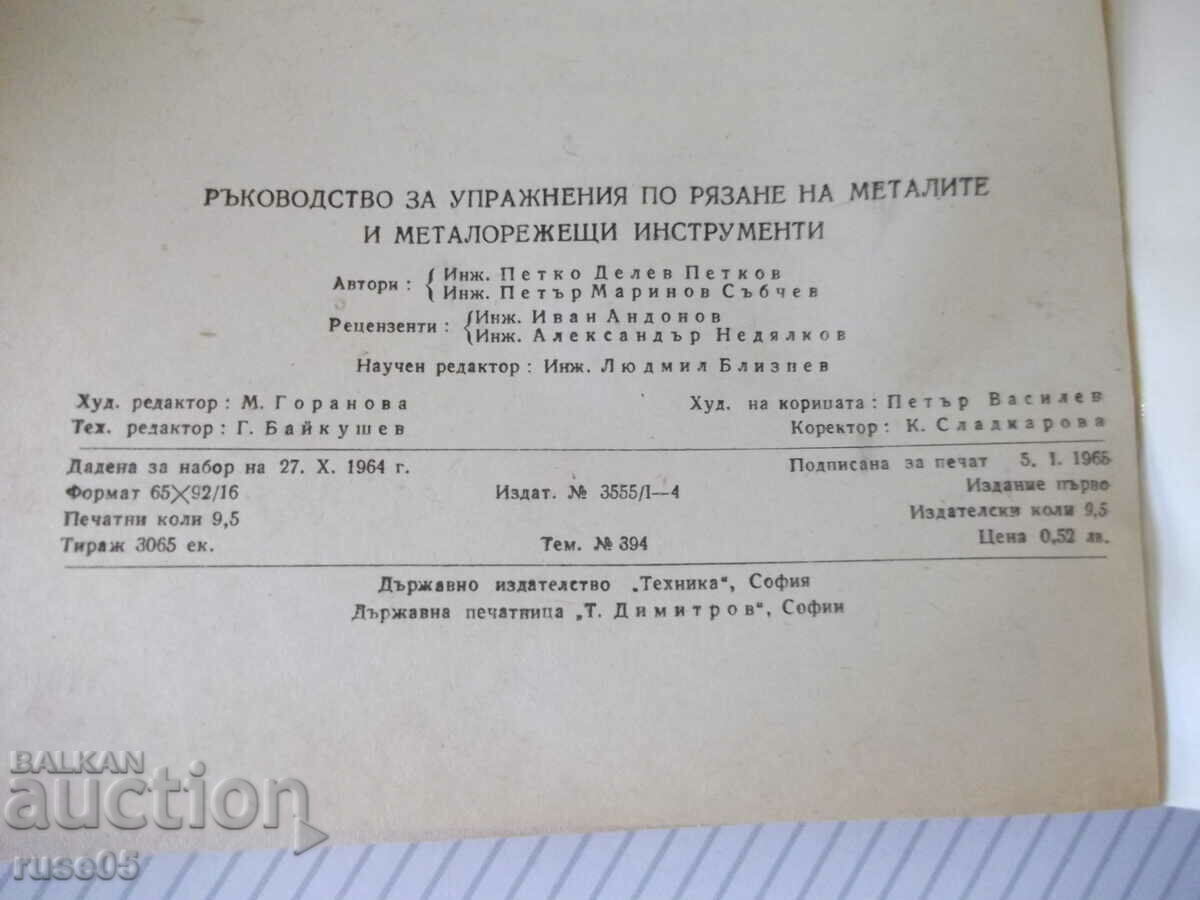 РЪКОВОДСТВО ЗА УПРАЖНЕНИЯ ПО РЯЗАНЕ НА МЕТАЛИТЕ
И МЕТАЛОРЕЖЕЩИ ИНСТРУМЕНТИ
Автори: Инж. Петко Делев Петков
Инж. Петър Маринов Събчев
Рецензенти: Инж. Иван Андонов
Инж. Александър Недялков
Научен редактор: Инж. Людмил Близнев
Худ. редактор: М. Горанова Худ. на корицата: Петър Василев
Тех. редактор: Г. Байкушев Коректор: К. Сладкарова
Дадена за набор на 27. X. 1964 г. Подписана за печат 5. I. 1965
Формат 65×92/16 Издат. № 3555/I—4 Издание първо
Печатни коли 9,5 Издателски коли 9,5
Тираж 3065 ек. Тем. № 394 Цена 0,52 лв.
Държавно издателство „Техника“, София
Държавна печатница „Т. Димитров“, Софии
BALKAN
auction
ruse05